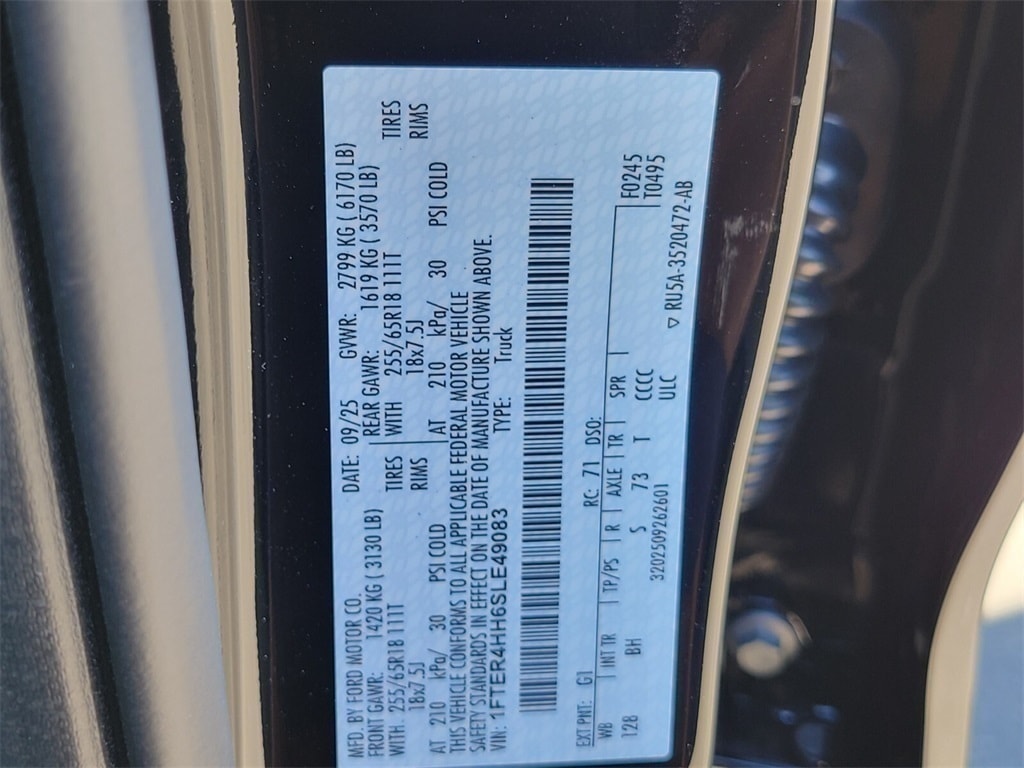 MFD. BY FORD MOTOR CO. DATE: 09/25 GVWR: 2799 KG ( 6170 LB)
FRONT GAWR: 1420 KG ( 3130 LB) REAR GAWR: 1619 KG ( 3570 LB)
WITH 255/65R18 111T TIRES WITH 255/65R18 111T TIRES
18x7.5J RIMS 18x7.5J RIMS
AT 210 kPa/ 30 PSI COLD AT 210 kPa/ 30 PSI COLD
THIS VEHICLE CONFORMS TO ALL APPLICABLE FEDERAL MOTOR VEHICLE
SAFETY STANDARDS IN EFFECT ON THE DATE OF MANUFACTURE SHOWN ABOVE.
VIN: 1FTER4HH6SLE49083 TYPE: Truck
EXT PNT: G1 RC: 71 DSO: F0245
WB INT TR TP/PS R AXLE TR SPR T0495
128 BH S 73 T CCCC
3202509262601 ULC
▽ RU5A-3520472-AB